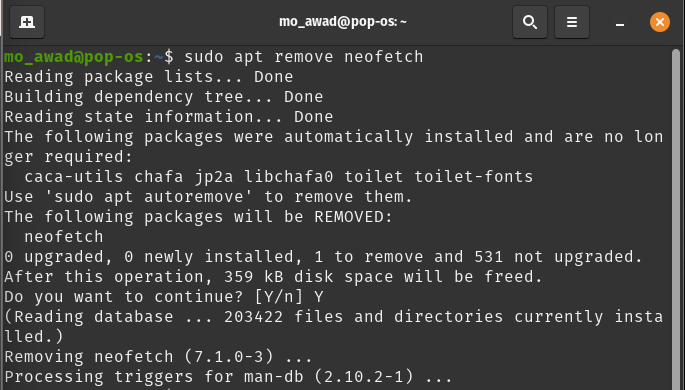 mo_awad@pop-os: ~
mo_awad@pop-os:~$ sudo apt remove neofetch
Reading package lists... Done
Building dependency tree... Done
Reading state information... Done
The following packages were automatically installed and are no lon
ger required:
  caca-utils chafa jp2a libchafa0 toilet toilet-fonts
Use 'sudo apt autoremove' to remove them.
The following packages will be REMOVED:
  neofetch
0 upgraded, 0 newly installed, 1 to remove and 531 not upgraded.
After this operation, 359 kB disk space will be freed.
Do you want to continue? [Y/n] Y
(Reading database ... 203422 files and directories currently insta
lled.)
Removing neofetch (7.1.0-3) ...
Processing triggers for man-db (2.10.2-1) ...